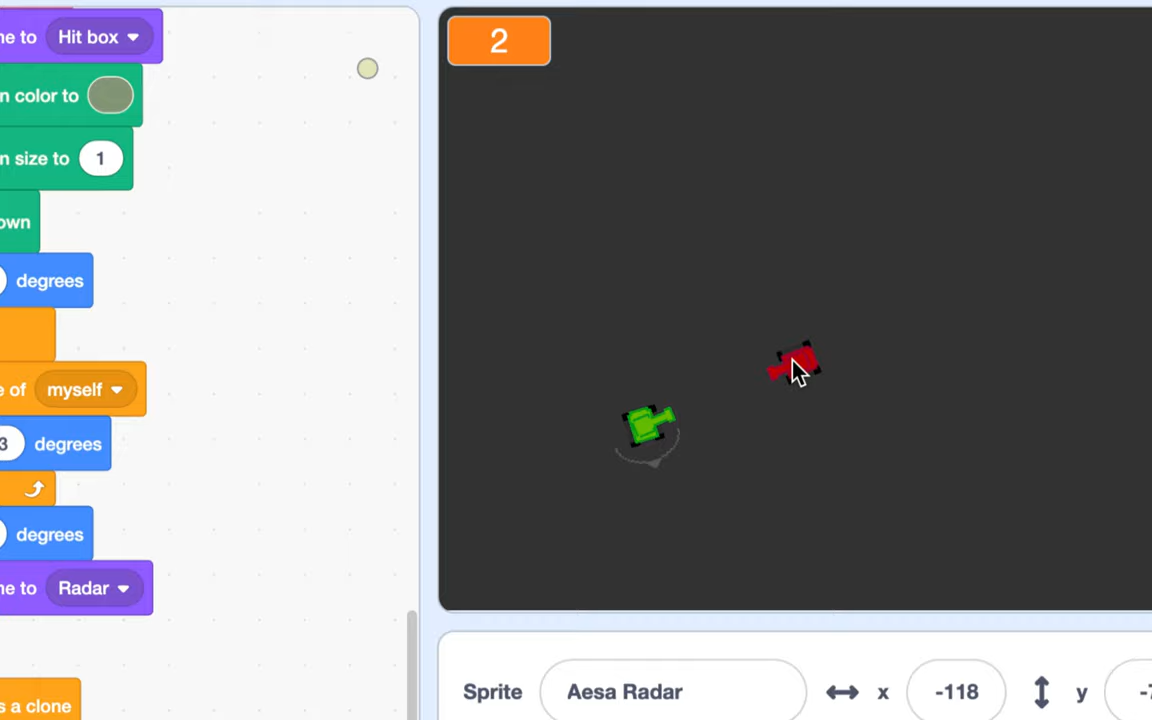 ne to Hit box
n color to
n size to 1
own
degrees
e of myself
3 degrees
degrees
ne to Radar
s a clone
2
Sprite Aesa Radar x -118 y -7